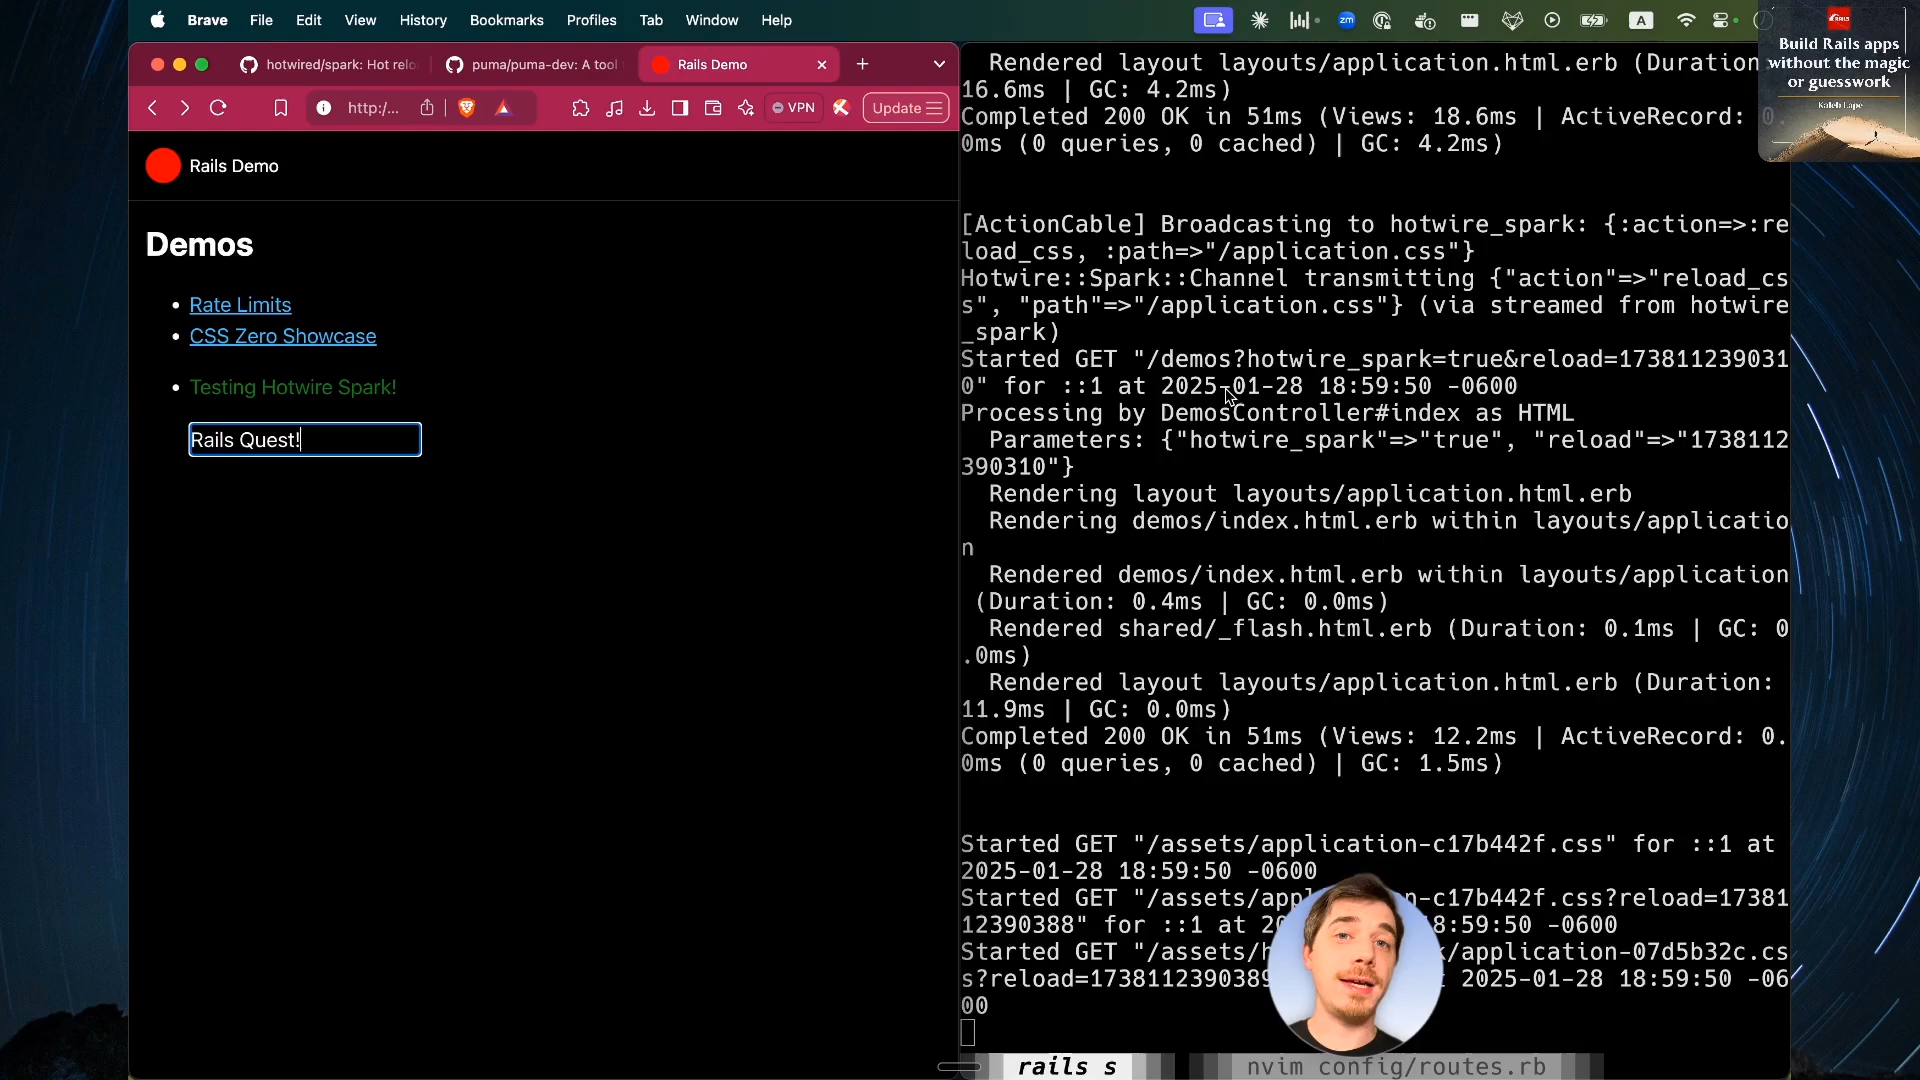 Brave File Edit View History Bookmarks Profiles Tab Window Help
zm
A
RAILS
Build Rails apps
without the magic
or guesswork
Kaleb Lape
hotwired/spark: Hot relo
puma/puma-dev: A tool
Rails Demo
http:/...
VPN
Update
Rails Demo
Demos
Rate Limits
CSS Zero Showcase
Testing Hotwire Spark!
Rails Quest!
Rendered layout layouts/application.html.erb (Duration
16.6ms | GC: 4.2ms)
Completed 200 OK in 51ms (Views: 18.6ms | ActiveRecord: 0.
0ms (0 queries, 0 cached) | GC: 4.2ms)
[ActionCable] Broadcasting to hotwire_spark: {:action=>:re
load_css, :path=>"/application.css"}
Hotwire::Spark::Channel transmitting {"action"=>"reload_cs
s", "path"=>"/application.css"} (via streamed from hotwire
_spark)
Started GET "/demos?hotwire_spark=true&reload=173811239031
0" for ::1 at 2025-01-28 18:59:50 -0600
Processing by DemosController#index as HTML
Parameters: {"hotwire_spark"=>"true", "reload"=>"1738112
390310"}
Rendering layout layouts/application.html.erb
Rendering demos/index.html.erb within layouts/applicatio
n
Rendered demos/index.html.erb within layouts/application
(Duration: 0.4ms | GC: 0.0ms)
Rendered shared/_flash.html.erb (Duration: 0.1ms | GC: 0
.0ms)
Rendered layout layouts/application.html.erb (Duration:
11.9ms | GC: 0.0ms)
Completed 200 OK in 51ms (Views: 12.2ms | ActiveRecord: 0.
0ms (0 queries, 0 cached) | GC: 1.5ms)
Started GET "/assets/application-c17b442f.css" for ::1 at
2025-01-28 18:59:50 -0600
Started GET "/assets/app n-c17b442f.css?reload=17381
12390388" for ::1 at 20 8:59:50 -0600
Started GET "/assets/h k/application-07d5b32c.cs
s?reload=1738112390389 2025-01-28 18:59:50 -06
00
rails s
nvim config/routes.rb